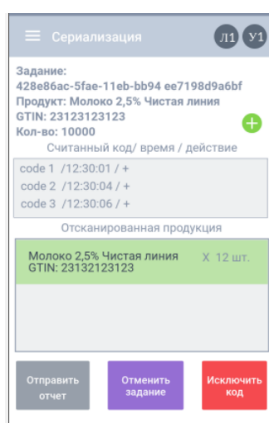 Сериализация
Л1
У1
Задание:
428e86ac-5fae-11eb-bb94 ee7198d9a6bf
Продукт: Молоко 2,5% Чистая
линия
GTIN: 23123123123
Кол-во: 10000
Считанный код/ время / действие
code 1 /12:30:01 / +
code 2 /12:30:04 / +
code 3 /12:30:06 / +
Отсканированная продукция
Молоко 2,5% Чистая линия X 12 шт.
GTIN: 23132123123
Отправить
отчет
Отменить
задание
Исключить
код